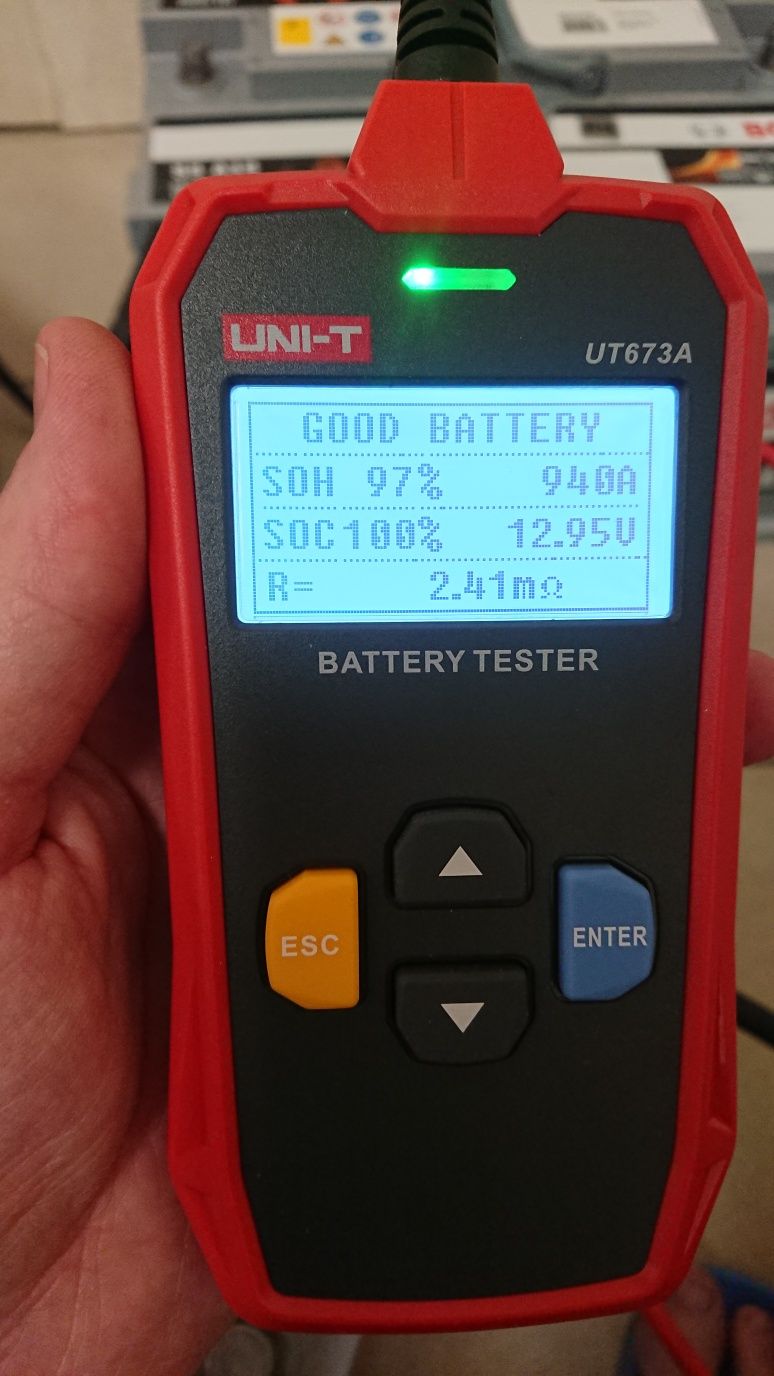 UNI-T
UT673A
GOOD BATTERY
SOH 97% 940A
SOC100% 12.95V
R= 2.41mΩ
BATTERY TESTER
▲
ESC
ENTER
▼